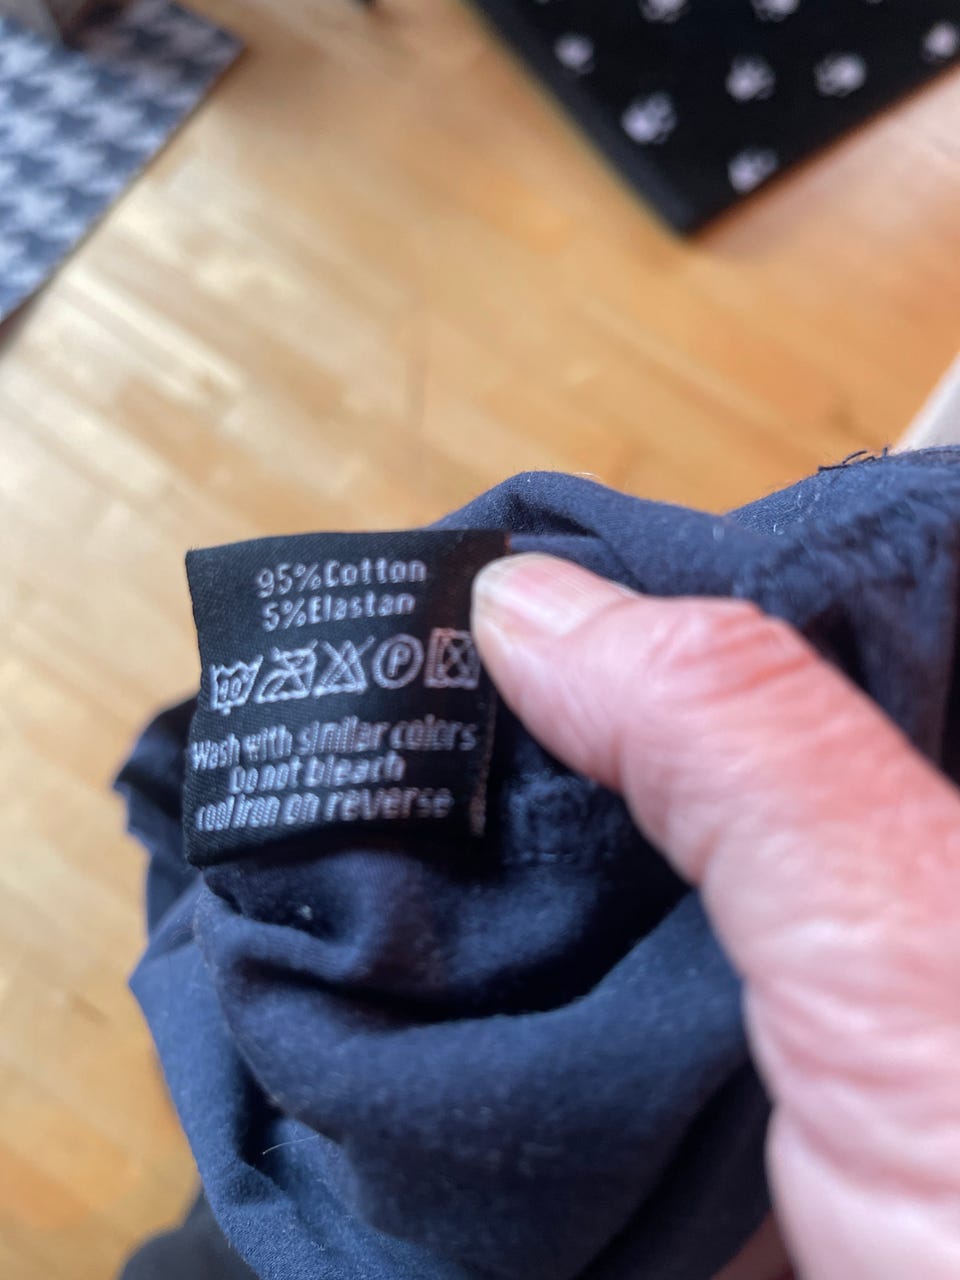 95%Cotton
5%Elastan
P
Wash with similar colors
Do not bleach
cool iron on reverse